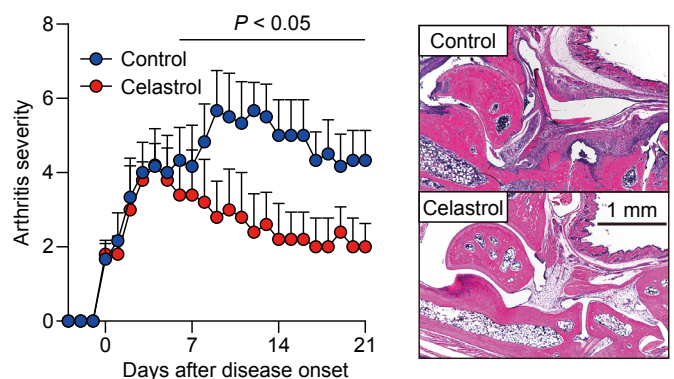 P < 0.05
Control
Celastrol
Arthritis severity
8
6
4
2
0
0 7 14 21
Days after disease onset
Control
Celastrol
1 mm